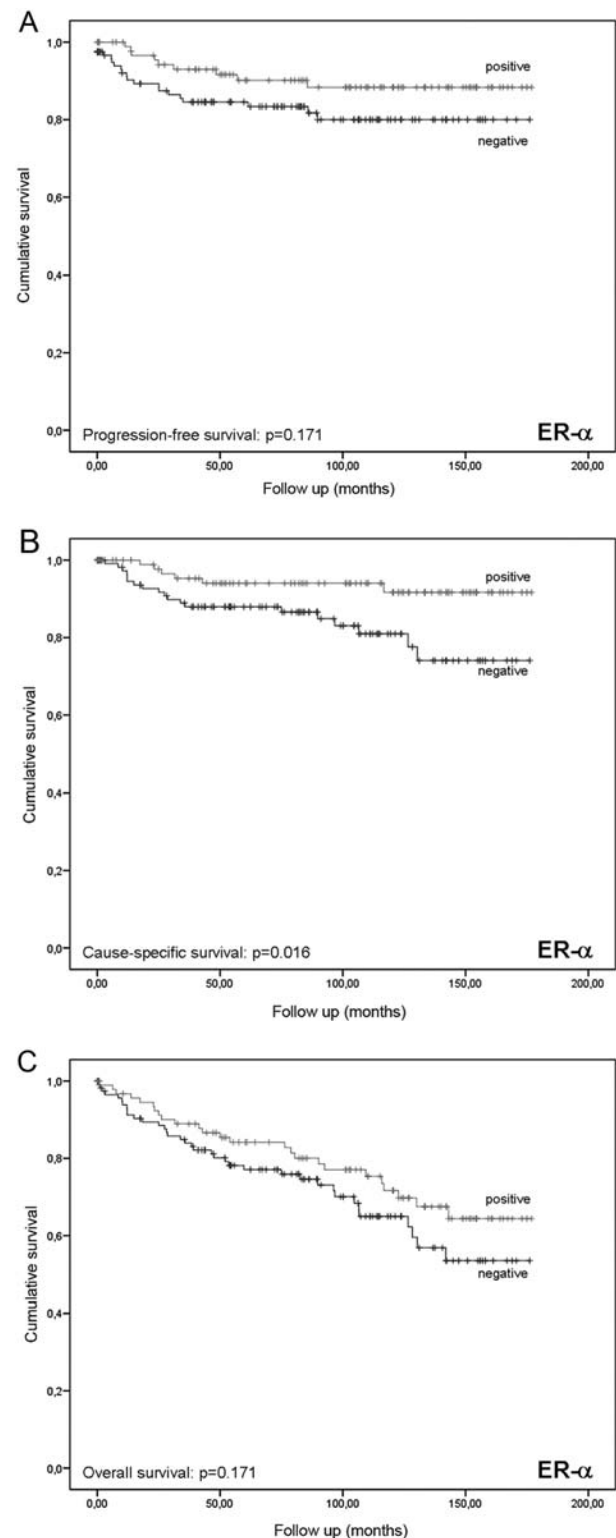 A
1,0
0,8
0,6
0,4
0,2
0,0
Cumulative survival
positive
negative
Progression-free survival: p=0.171
ER-α
0,00 50,00 100,00 150,00 200,00
Follow up (months)
B
1,0
0,8
0,6
0,4
0,2
0,0
Cumulative survival
positive
negative
Cause-specific survival: p=0.016
ER-α
0,00 50,00 100,00 150,00 200,00
Follow up (months)
C
1,0
0,8
0,6
0,4
0,2
0,0
Cumulative survival
positive
negative
Overall survival: p=0.171
ER-α
0,00 50,00 100,00 150,00 200,00
Follow up (months)